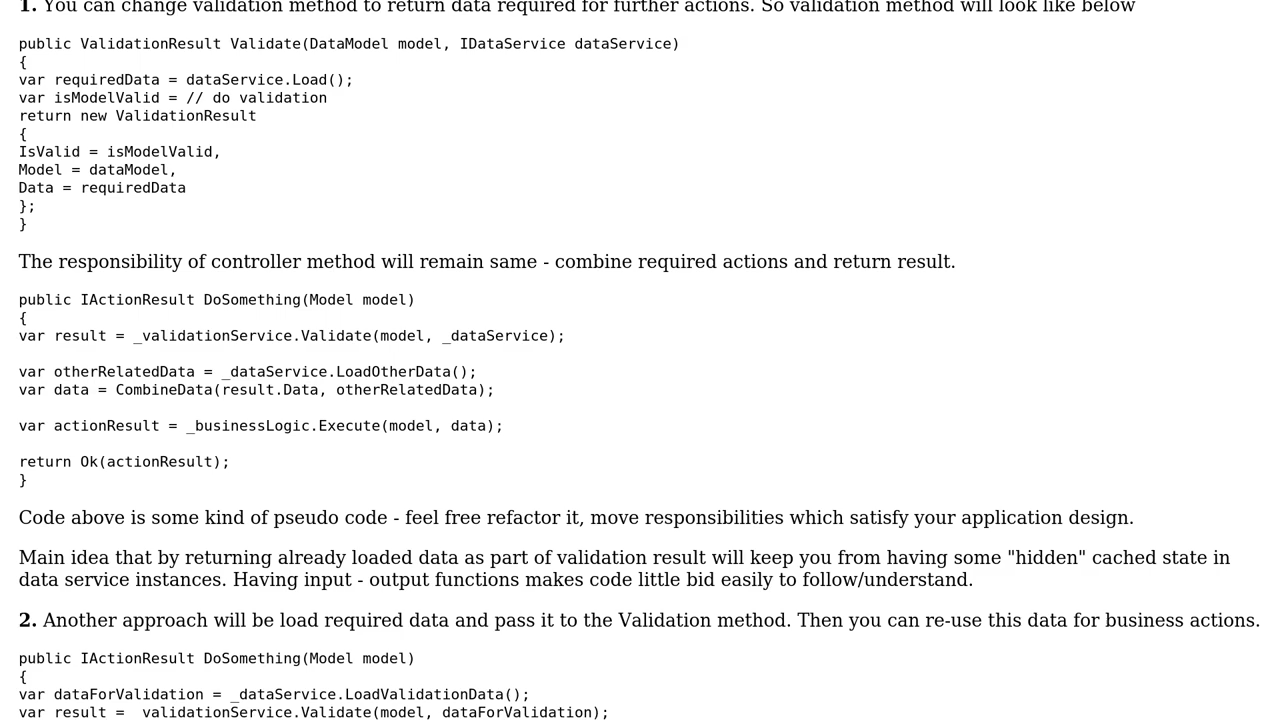 1. You can change validation method to return data required for further actions. So validation method will look like below
public ValidationResult Validate(DataModel model, IDataService dataService)
{
var requiredData = dataService.Load();
var isModelValid = // do validation
return new ValidationResult
{
IsValid = isModelValid,
Model = dataModel,
Data = requiredData
};
}
The responsibility of controller method will remain same - combine required actions and return result.
public IActionResult DoSomething(Model model)
{
var result = _validationService.Validate(model, _dataService);
var otherRelatedData = _dataService.LoadOtherData();
var data = CombineData(result.Data, otherRelatedData);
var actionResult = _businessLogic.Execute(model, data);
return Ok(actionResult);
}
Code above is some kind of pseudo code - feel free refactor it, move responsibilities which satisfy your application design.
Main idea that by returning already loaded data as part of validation result will keep you from having some "hidden" cached state in
data service instances. Having input - output functions makes code little bid easily to follow/understand.
2. Another approach will be load required data and pass it to the Validation method. Then you can re-use this data for business actions.
public IActionResult DoSomething(Model model)
{
var dataForValidation = _dataService.LoadValidationData();
var result =  validationService.Validate(model, dataForValidation);